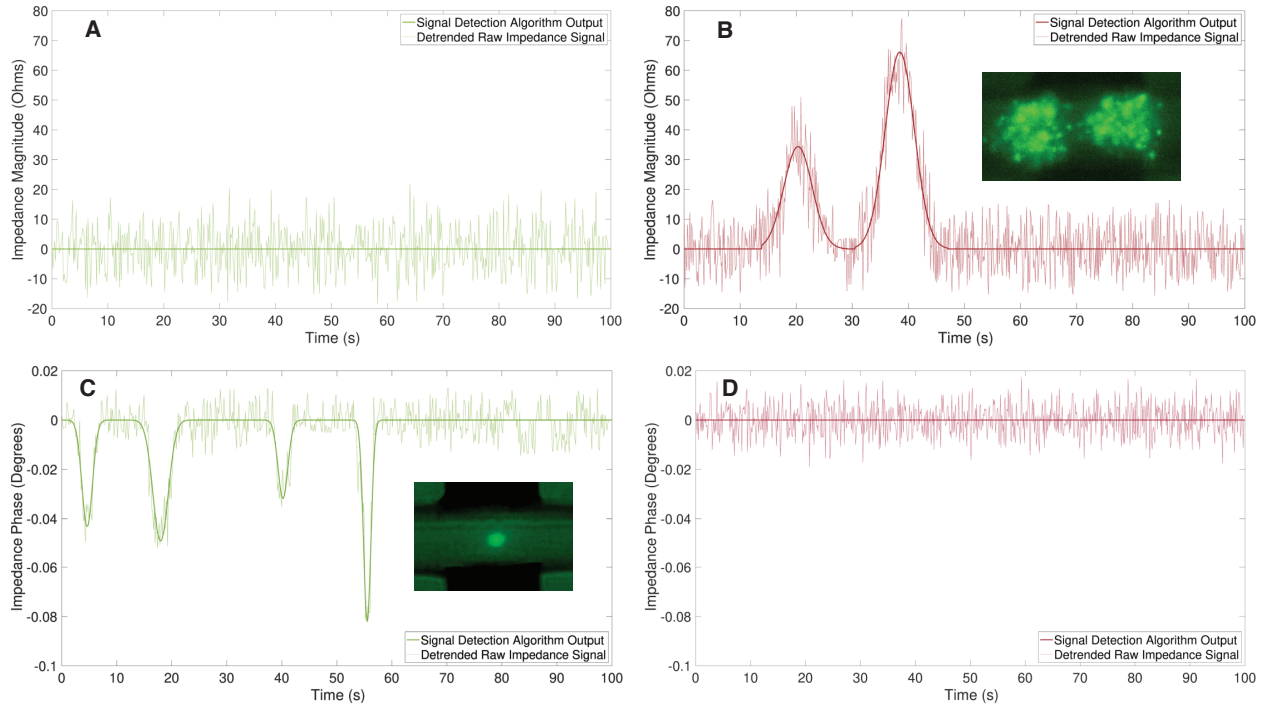 A
Signal Detection Algorithm Output
Detrended Raw Impedance Signal
Impedance Magnitude (Ohms)
80
70
60
50
40
30
20
10
0
-10
-20
0 10 20 30 40 50 60 70 80 90 100
Time (s)
B
Signal Detection Algorithm Output
Detrended Raw Impedance Signal
Impedance Magnitude (Ohms)
80
70
60
50
40
30
20
10
0
-10
-20
0 10 20 30 40 50 60 70 80 90 100
Time (s)
C
Impedance Phase (Degrees)
0.02
0
-0.02
-0.04
-0.06
-0.08
-0.1
Signal Detection Algorithm Output
Detrended Raw Impedance Signal
0 10 20 30 40 50 60 70 80 90 100
Time (s)
D
Impedance Phase (Degrees)
0.02
0
-0.02
-0.04
-0.06
-0.08
-0.1
Signal Detection Algorithm Output
Detrended Raw Impedance Signal
0 10 20 30 40 50 60 70 80 90 100
Time (s)